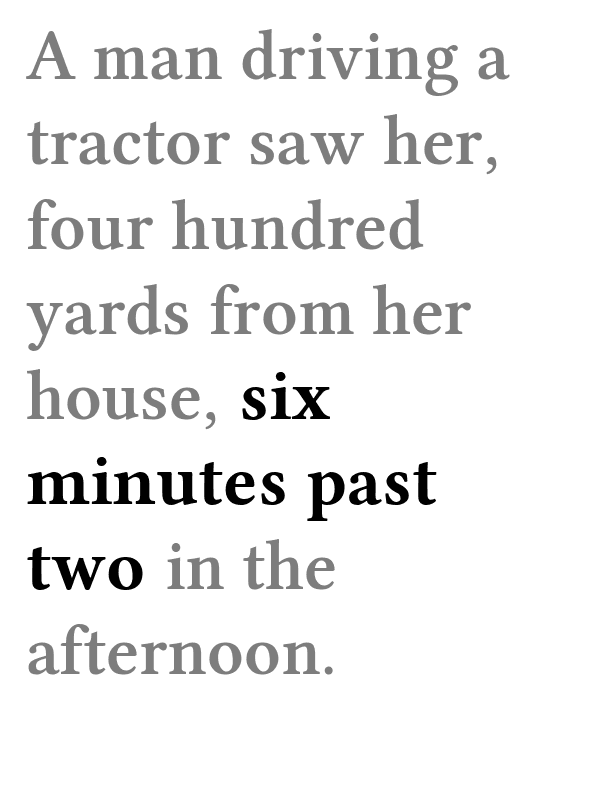 A man driving a
tractor saw her,
four hundred
yards from her
house, six
minutes past
two in the
afternoon.